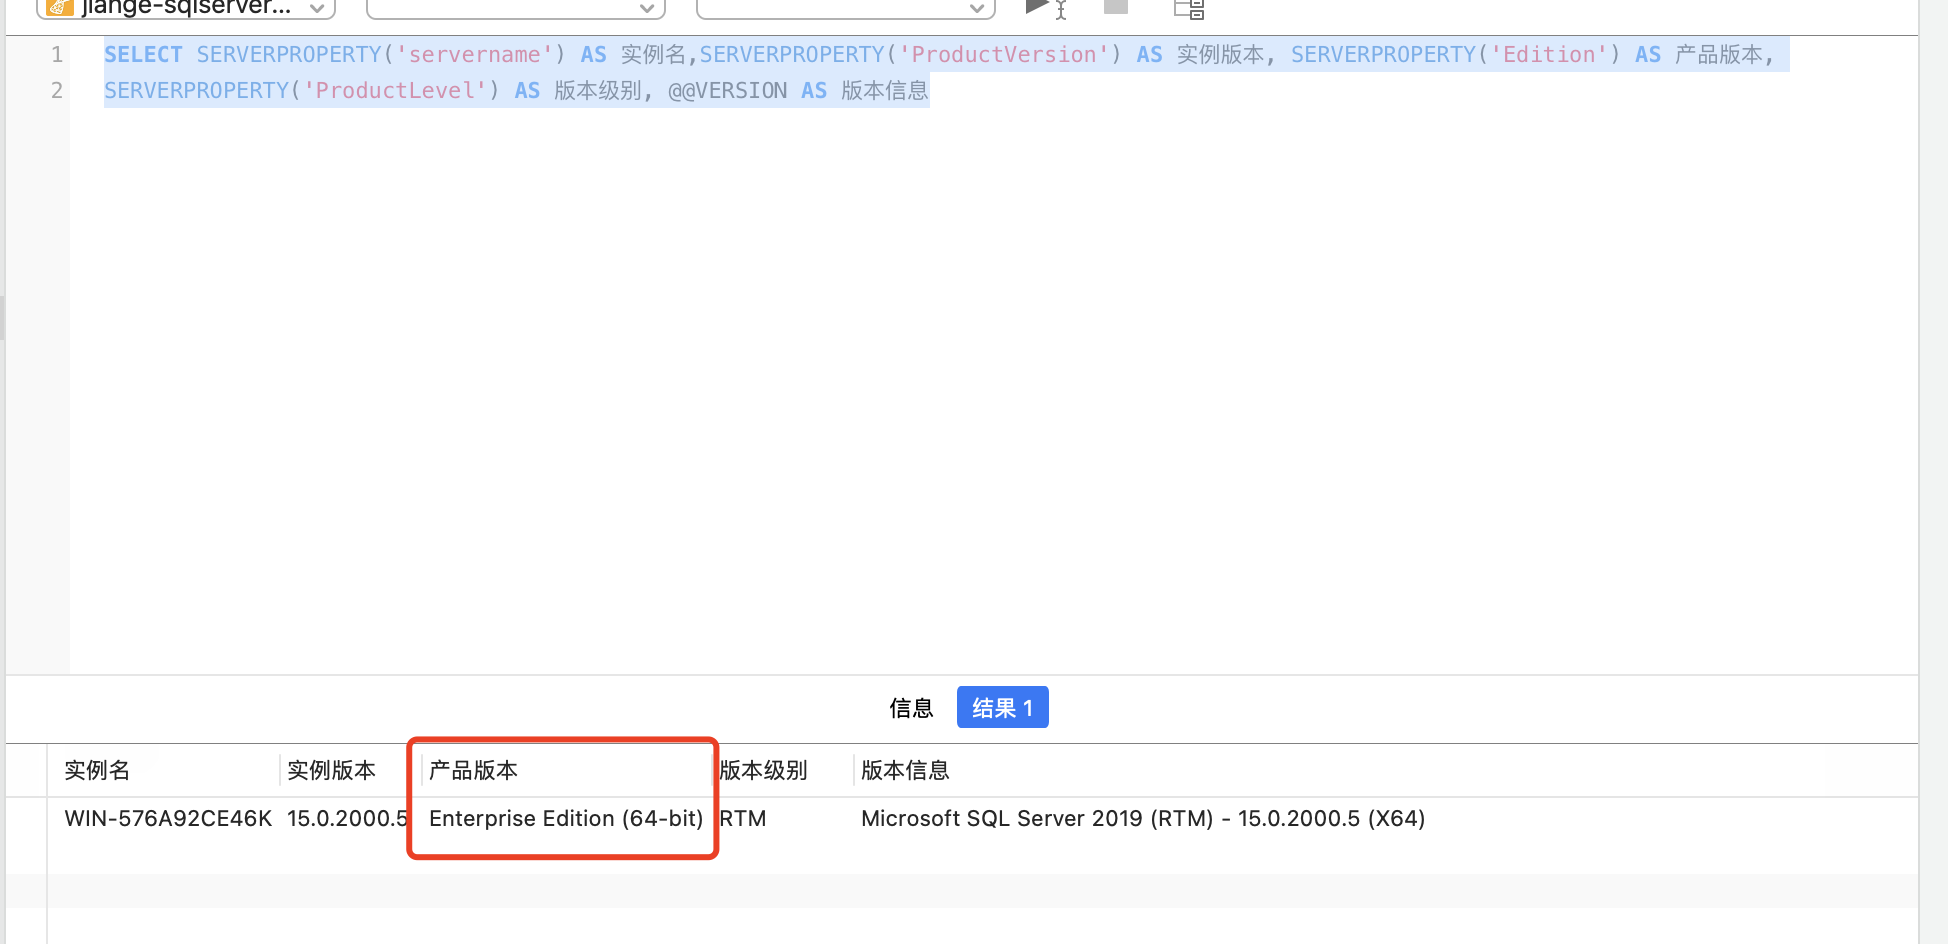 jiange-sqlserver...
1 SELECT SERVERPROPERTY('servername') AS 实例名,SERVERPROPERTY('ProductVersion') AS 实例版本, SERVERPROPERTY('Edition') AS 产品版本,
2 SERVERPROPERTY('ProductLevel') AS 版本级别, @@VERSION AS 版本信息
信息 结果 1
实例名 实例版本 产品版本 版本级别 版本信息
WIN-576A92CE46K 15.0.2000.5 Enterprise Edition (64-bit) RTM Microsoft SQL Server 2019 (RTM) - 15.0.2000.5 (X64)